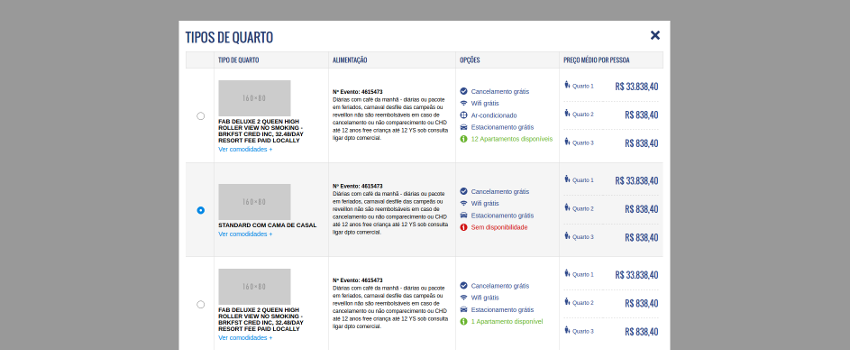 TIPOS DE QUARTO
TIPO DE QUARTO
ALIMENTAÇÃO
OPÇÕES
PREÇO MÉDIO POR PESSOA
160×80
FAB DELUXE 2 QUEEN HIGH
ROLLER VIEW NO SMOKING -
BRKFST CRED INC, 32.48/DAY
RESORT FEE PAID LOCALLY
Ver comodidades +
Nº Evento: 4615473
Diárias com café da manhã - diárias ou pacote
em feriados, carnaval desfile das campeãs ou
reveillon não são reembolsáveis em caso de
cancelamento ou não comparecimento ou CHD
até 12 anos free criança até 12 YS sob consulta
ligar dpto comercial.
Cancelamento grátis
Wifi grátis
Ar-condicionado
Estacionamento grátis
12 Apartamentos disponíveis
Quarto 1 R$ 33.838,40
Quarto 2 R$ 838,40
Quarto 3 R$ 838,40
160×80
STANDARD COM CAMA DE CASAL
Ver comodidades +
Nº Evento: 4615473
Diárias com café da manhã - diárias ou pacote
em feriados, carnaval desfile das campeãs ou
reveillon não são reembolsáveis em caso de
cancelamento ou não comparecimento ou CHD
até 12 anos free criança até 12 YS sob consulta
ligar dpto comercial.
Cancelamento grátis
Wifi grátis
Estacionamento grátis
Sem disponibilidade
Quarto 1 R$ 33.838,40
Quarto 2 R$ 838,40
Quarto 3 R$ 838,40
160×80
FAB DELUXE 2 QUEEN HIGH
ROLLER VIEW NO SMOKING -
BRKFST CRED INC, 32.48/DAY
RESORT FEE PAID LOCALLY
Ver comodidades +
Nº Evento: 4615473
Diárias com café da manhã - diárias ou pacote
em feriados, carnaval desfile das campeãs ou
reveillon não são reembolsáveis em caso de
cancelamento ou não comparecimento ou CHD
até 12 anos free criança até 12 YS sob consulta
ligar dpto comercial.
Cancelamento grátis
Wifi grátis
Estacionamento grátis
1 Apartamento disponível
Quarto 1 R$ 33.838,40
Quarto 2 R$ 838,40
Quarto 3 R$ 838,40